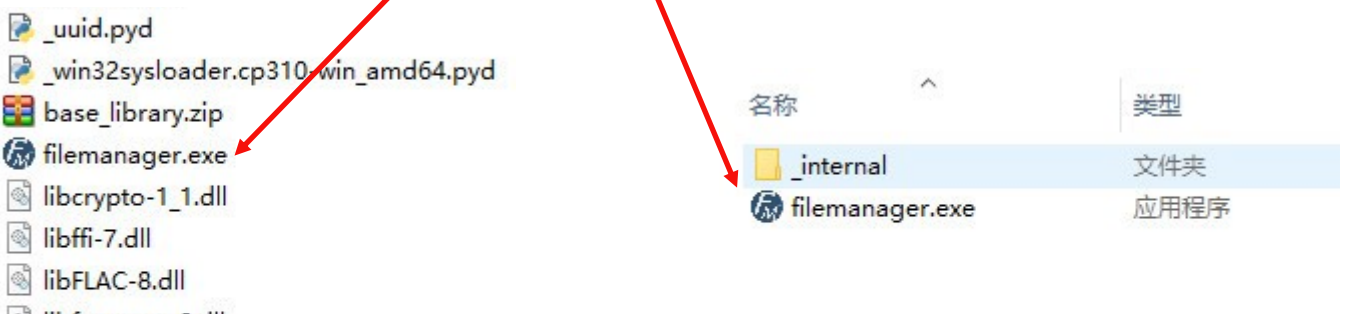 _uuid.pyd
_win32sysloader.cp310-win_amd64.pyd
base_library.zip
filemanager.exe
libcrypto-1_1.dll
libffi-7.dll
libFLAC-8.dll
名称 类型
_internal 文件夹
filemanager.exe 应用程序